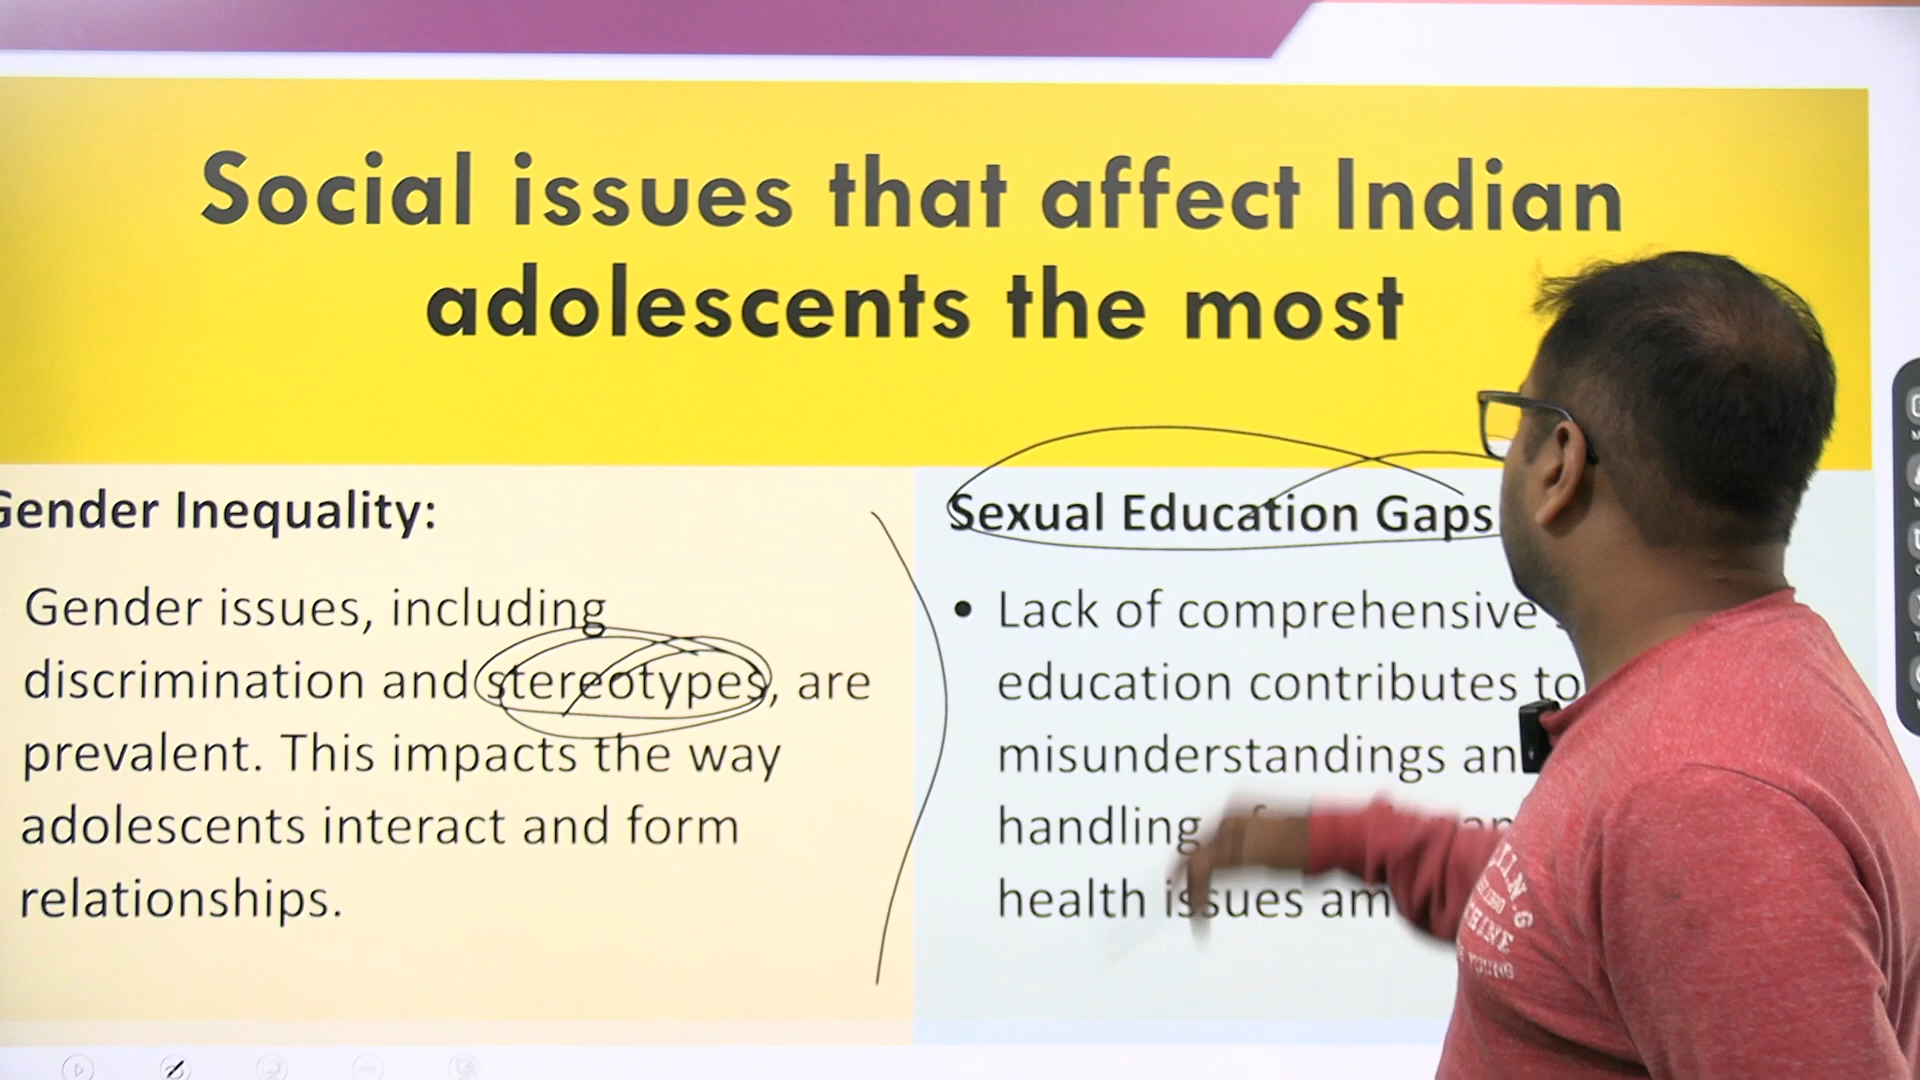 Social issues that affect Indian
adolescents the most
Gender Inequality:
Gender issues, including
discrimination and stereotypes, are
prevalent. This impacts the way
adolescents interact and form
relationships.
Sexual Education Gaps
• Lack of comprehensive
education contributes to
misunderstandings
handling
health issues
YOUNG